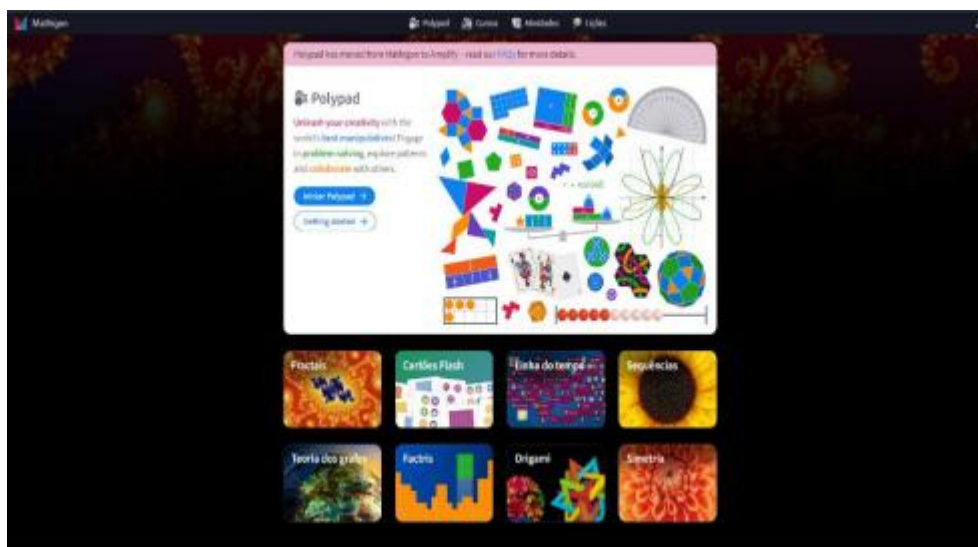 Mathigon
Polypad Cursos Atividades Lições
Polypad has moved from Mathigon to Amplify – read our FAQs for more details.
Polypad
Unleash your creativity with the
world's best manipulatives! Engage
in problem-solving, explore patterns
and collaborate with others.
Iniciar Polypad →
Getting started →
Fractais
Cartões Flash
Linha do tempo
Sequências
Teoria dos grafos
Factris
Origami
Simetria